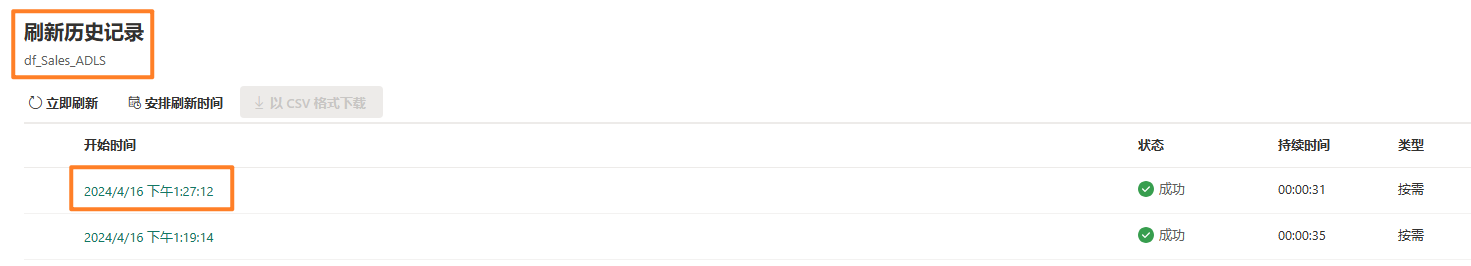 刷新历史记录
df_Sales_ADLS
立即刷新 安排刷新时间 以 CSV 格式下载
开始时间 状态 持续时间 类型
2024/4/16 下午1:27:12 成功 00:00:31 按需
2024/4/16 下午1:19:14 成功 00:00:35 按需